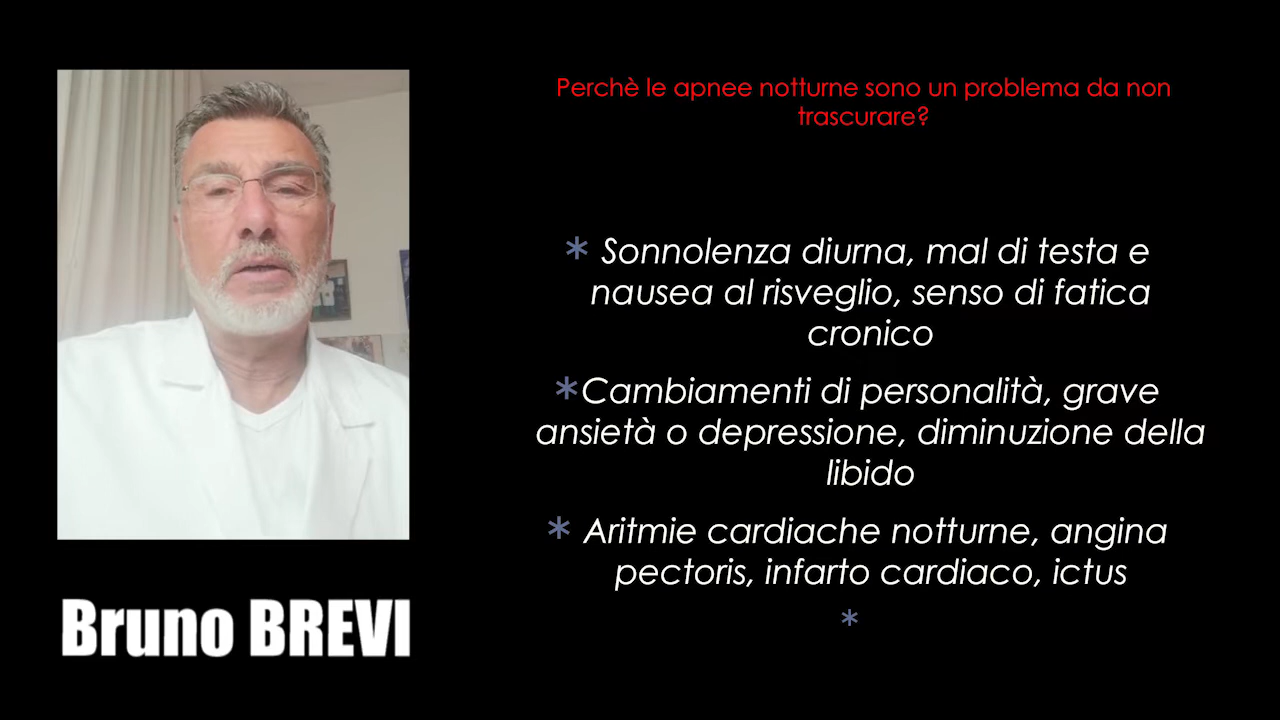 Perchè le apnee notturne sono un problema da non
trascurare?
* Sonnolenza diurna, mal di testa e
nausea al risveglio, senso di fatica
cronico
*Cambiamenti di personalità, grave
ansietà o depressione, diminuzione della
libido
* Aritmie cardiache notturne, angina
pectoris, infarto cardiaco, ictus
*
Bruno BREVI